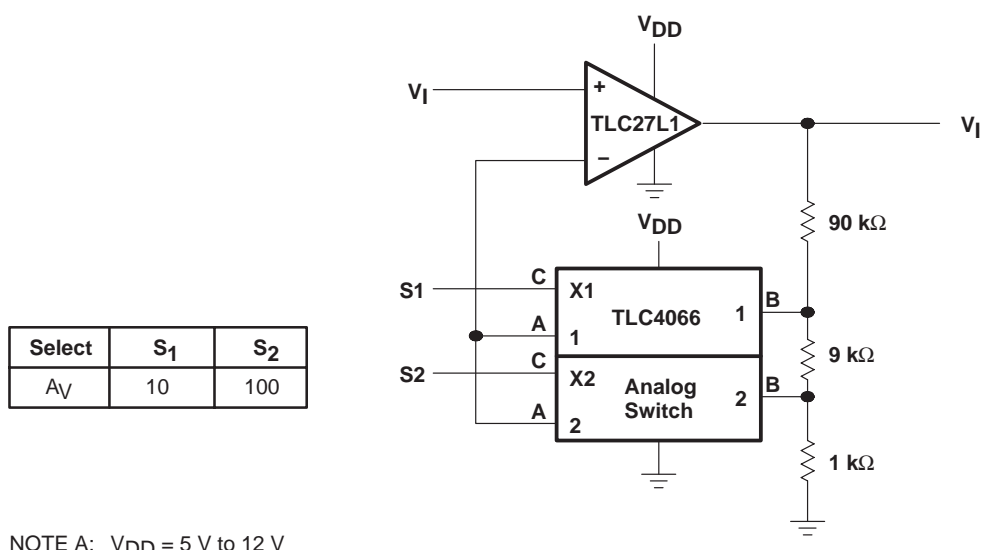 VDD
VI
+
TLC27L1
−
VI
90 kΩ
VDD
S1
C
X1
TLC4066
1
B
A
1
9 kΩ
S2
C
X2
Analog
Switch
2
B
A
2
1 kΩ
Select S1 S2
AV 10 100
NOTE A: VDD = 5 V to 12 V